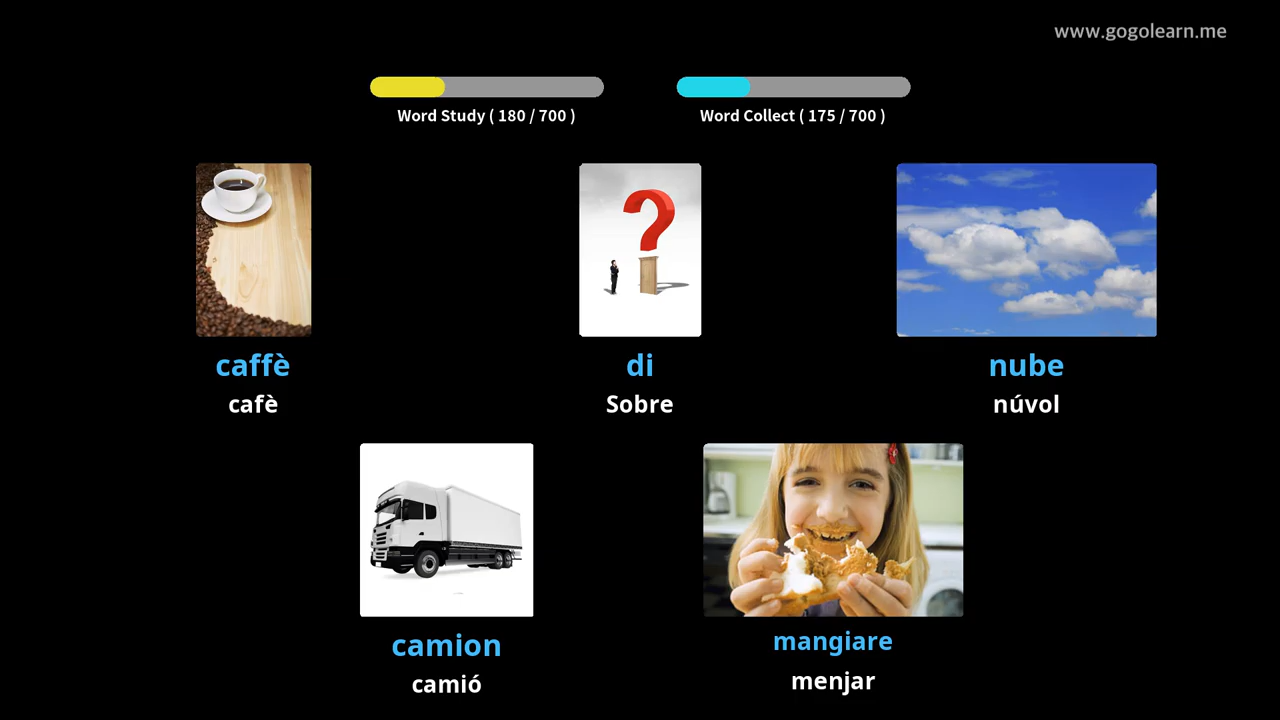 www.gogolearn.me
Word Study ( 180 / 700 )
Word Collect ( 175 / 700 )
caffè
cafè
di
Sobre
nube
núvol
camion
camió
mangiare
menjar